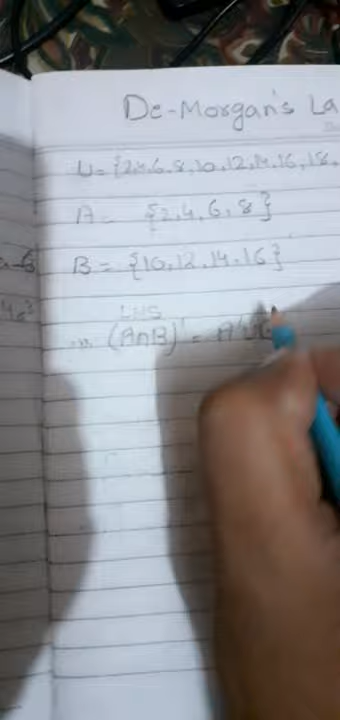 De-Morgan's La
U= {2,4,6,8,10,12,14,16,18,
A = {2,4,6,8}
B = {10,12,14,16}
LHS
(A∩B)' = A'∪